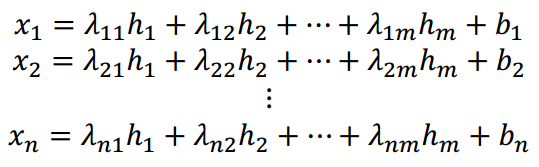 x₁ = λ₁₁h₁ + λ₁₂h₂ + ⋯ + λ₁ₘhₘ + b₁
x₂ = λ₂₁h₁ + λ₂₂h₂ + ⋯ + λ₂ₘhₘ + b₂
⋮
xₙ = λₙ₁h₁ + λₙ₂h₂ + ⋯ + λₙₘhₘ + bₙ